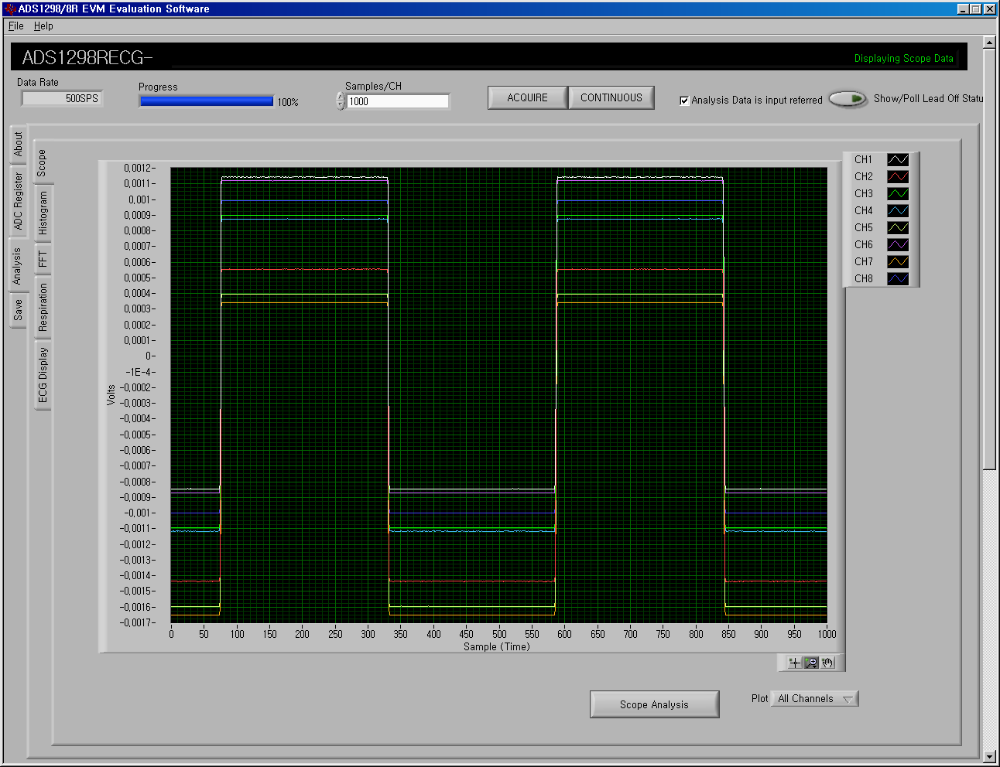 ADS1298/8R EVM Evaluation Software
File Help
ADS1298RECG-
Displaying Scope Data
Data Rate
500SPS
Progress
100%
Samples/CH
1000
ACQUIRE
CONTINUOUS
Analysis Data is input referred
Show/Poll Lead Off Statu
About
ADC Register
Analysis
Save
Scope
Histogram
FFT
Respiration
ECG Display
Volts
0,0012-
0,0011-
0,001-
0,0009-
0,0008-
0,0007-
0,0006-
0,0005-
0,0004-
0,0003-
0,0002-
0,0001-
0-
-1E-4-
-0,0002-
-0,0003-
-0,0004-
-0,0005-
-0,0006-
-0,0007-
-0,0008-
-0,0009-
-0,001-
-0,0011-
-0,0012-
-0,0013-
-0,0014-
-0,0015-
-0,0016-
-0,0017-
0 50 100 150 200 250 300 350 400 450 500 550 600 650 700 750 800 850 900 950 1000
Sample (Time)
CH1
CH2
CH3
CH4
CH5
CH6
CH7
CH8
Scope Analysis
Plot All Channels